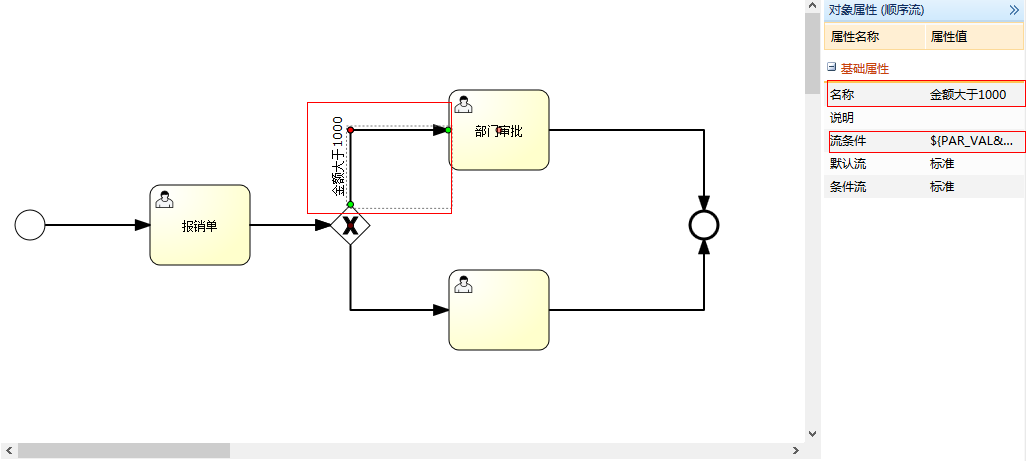 对象属性 (顺序流)
属性名称 属性值
基础属性
名称 金额大于1000
说明
流条件 ${PAR_VAL&...
默认流 标准
条件流 标准
金额大于1000
部门审批
报销单
X